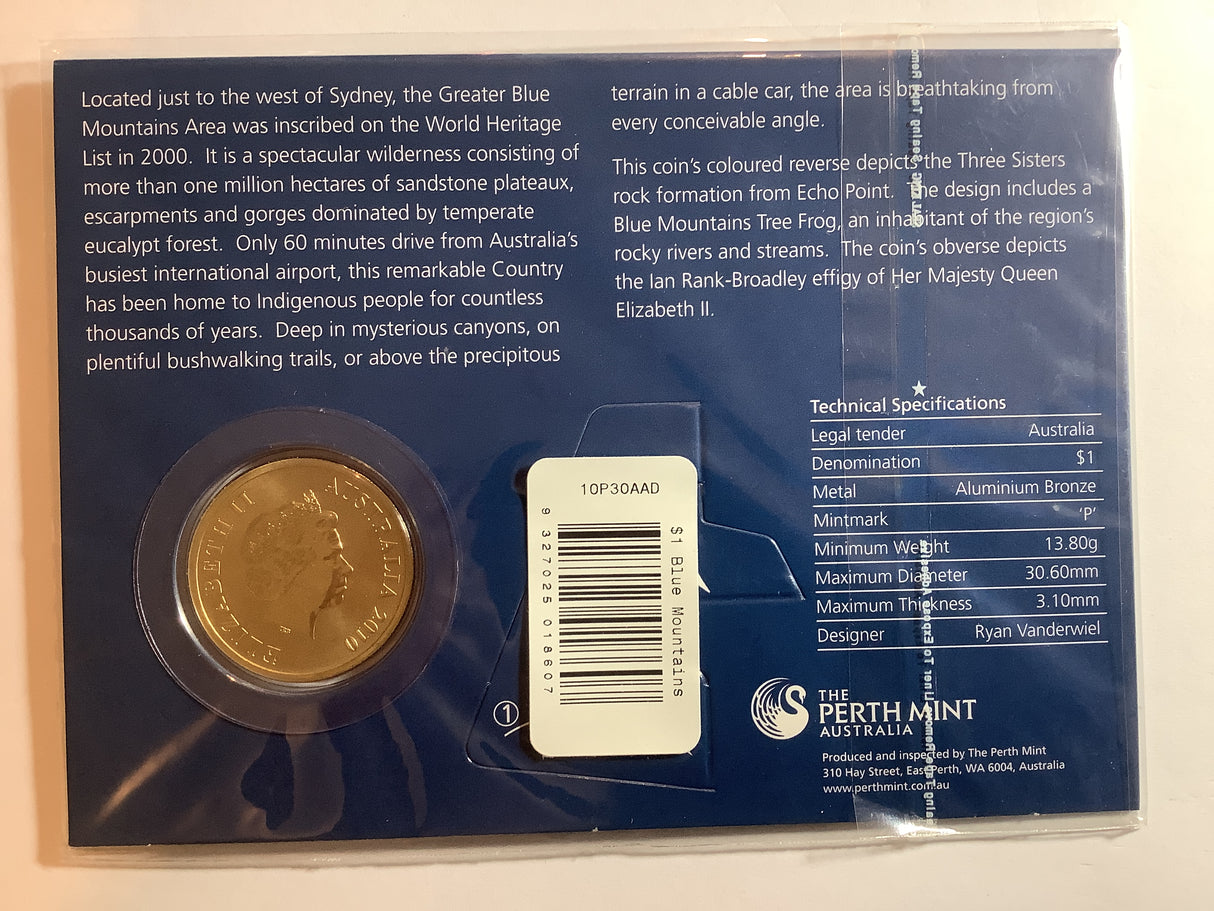 Located just to the west of Sydney, the Greater Blue
Mountains Area was inscribed on the World Heritage
List in 2000. It is a spectacular wilderness consisting of
more than one million hectares of sandstone plateaux,
escarpments and gorges dominated by temperate
eucalypt forest. Only 60 minutes drive from Australia's
busiest international airport, this remarkable Country
has been home to Indigenous people for countless
thousands of years. Deep in mysterious canyons, on
plentiful bushwalking trails, or above the precipitous
terrain in a cable car, the area is breathtaking from
every conceivable angle.
This coin's coloured reverse depicts the Three Sisters
rock formation from Echo Point. The design includes a
Blue Mountains Tree Frog, an inhabitant of the region's
rocky rivers and streams. The coin's obverse depicts
the Ian Rank-Broadley effigy of Her Majesty Queen
Elizabeth II.
ELIZABETH II AUSTRALIA 2010
10P30AAD
9 327025 018607
$1 Blue Mountains
1
Technical Specifications
Legal tender Australia
Denomination $1
Metal Aluminium Bronze
Mintmark 'P'
Minimum Weight 13.80g
Maximum Diameter 30.60mm
Maximum Thickness 3.10mm
Designer Ryan Vanderwiel
THE
PERTH MINT
AUSTRALIA
Produced and inspected by The Perth Mint
310 Hay Street, East Perth, WA 6004, Australia
www.perthmint.com.au
To Expose Adhesive